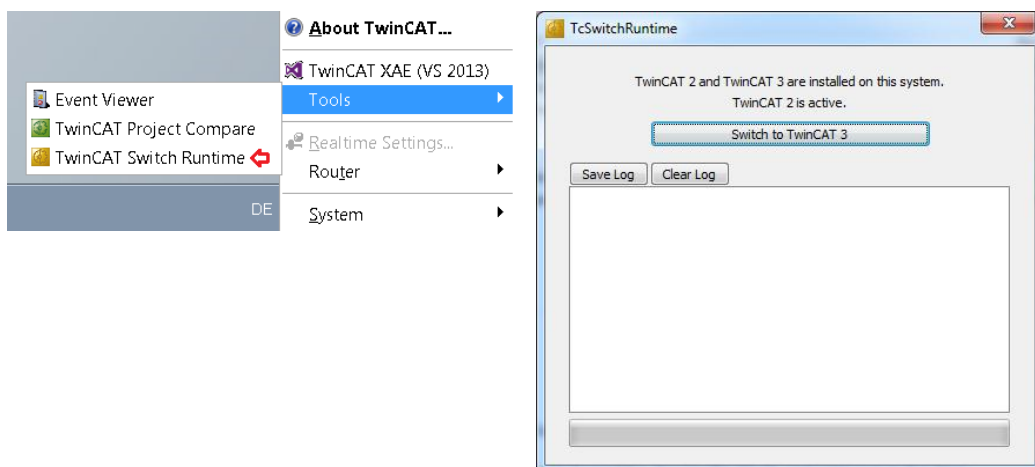 About TwinCAT...
TwinCAT XAE (VS 2013)
Tools
Realtime Settings...
Router
System
Event Viewer
TwinCAT Project Compare
TwinCAT Switch Runtime
DE
TcSwitchRuntime
TwinCAT 2 and TwinCAT 3 are installed on this system.
TwinCAT 2 is active.
Switch to TwinCAT 3
Save Log
Clear Log